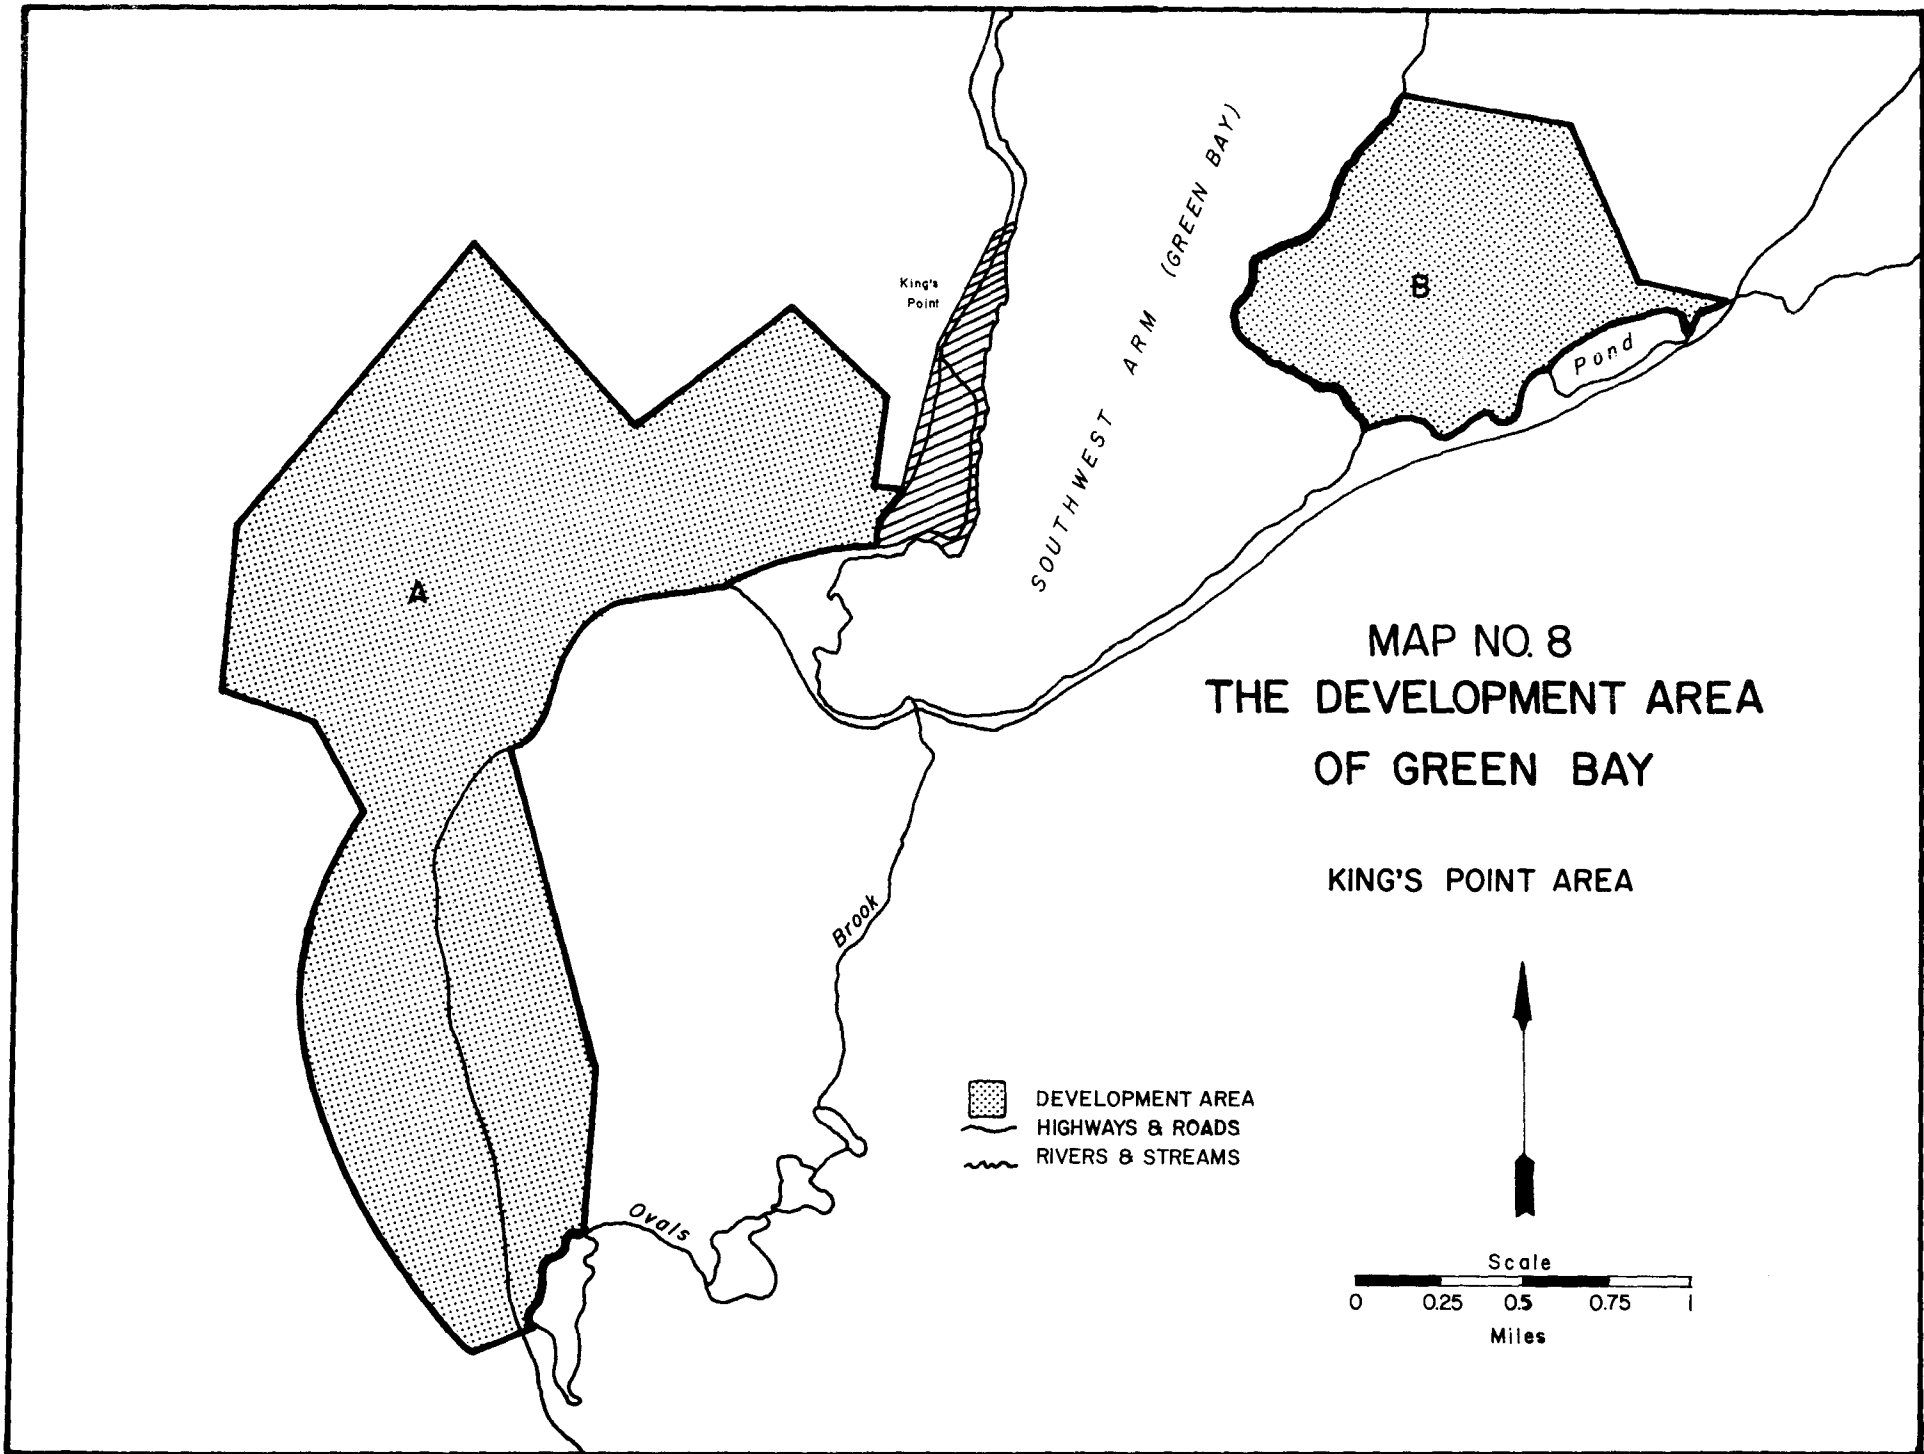 King's
Point
SOUTHWEST ARM (GREEN BAY)
B
Pond
A
MAP NO. 8
THE DEVELOPMENT AREA
OF GREEN BAY
KING'S POINT AREA
Brook
Ovals
DEVELOPMENT AREA
HIGHWAYS & ROADS
RIVERS & STREAMS
Scale
0 0.25 0.5 0.75 1
Miles